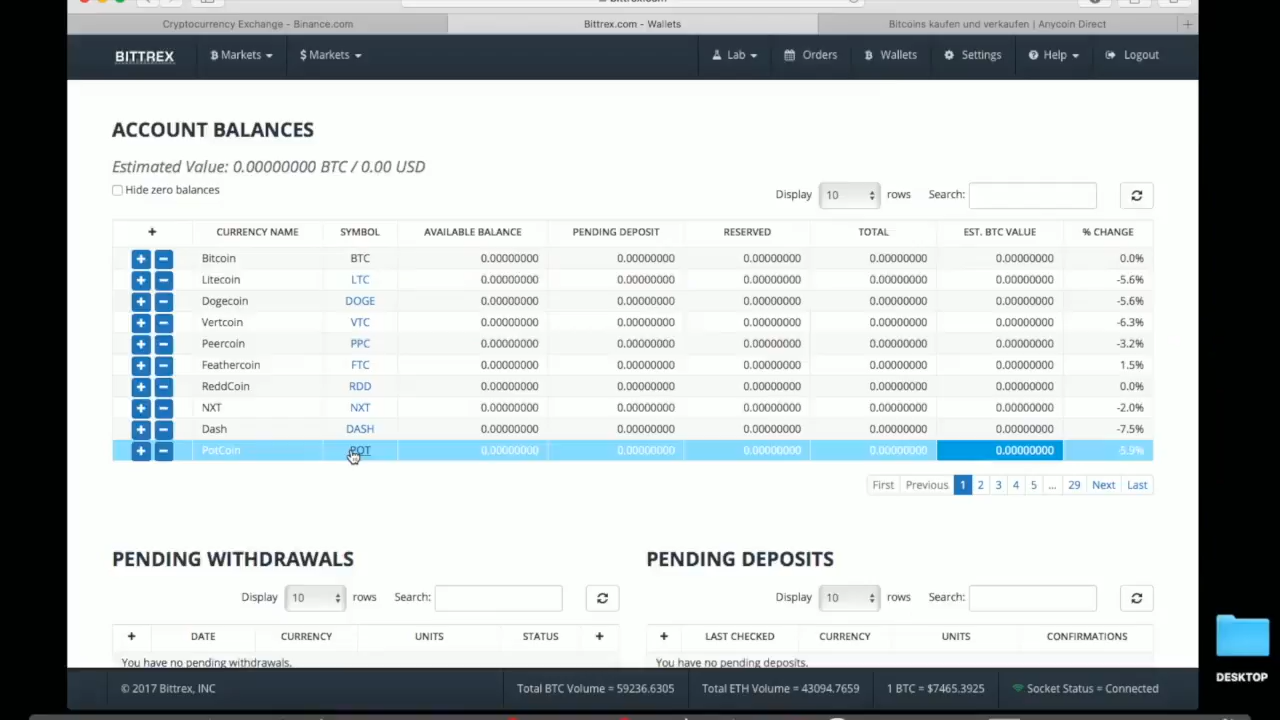 Cryptocurrency Exchange - Binance.com
Bittrex.com - Wallets
Bitcoins kaufen und verkaufen | Anycoin Direct
BITTREX
Markets
$ Markets
Lab
Orders
Wallets
Settings
Help
Logout
ACCOUNT BALANCES
Estimated Value: 0.00000000 BTC / 0.00 USD
Hide zero balances
Display 10 rows Search:
+ CURRENCY NAME SYMBOL AVAILABLE BALANCE PENDING DEPOSIT RESERVED TOTAL EST. BTC VALUE % CHANGE
Bitcoin BTC 0.00000000 0.00000000 0.00000000 0.00000000 0.00000000 0.0%
Litecoin LTC 0.00000000 0.00000000 0.00000000 0.00000000 0.00000000 -5.6%
Dogecoin DOGE 0.00000000 0.00000000 0.00000000 0.00000000 0.00000000 -5.6%
Vertcoin VTC 0.00000000 0.00000000 0.00000000 0.00000000 0.00000000 -6.3%
Peercoin PPC 0.00000000 0.00000000 0.00000000 0.00000000 0.00000000 -3.2%
Feathercoin FTC 0.00000000 0.00000000 0.00000000 0.00000000 0.00000000 1.5%
ReddCoin RDD 0.00000000 0.00000000 0.00000000 0.00000000 0.00000000 0.0%
NXT NXT 0.00000000 0.00000000 0.00000000 0.00000000 0.00000000 -2.0%
Dash DASH 0.00000000 0.00000000 0.00000000 0.00000000 0.00000000 -7.5%
PotCoin POT 0.00000000 0.00000000 0.00000000 0.00000000 0.00000000 -5.9%
First Previous 1 2 3 4 5 ... 29 Next Last
PENDING WITHDRAWALS
Display 10 rows Search:
+ DATE CURRENCY UNITS STATUS +
You have no pending withdrawals.
PENDING DEPOSITS
Display 10 rows Search:
+ LAST CHECKED CURRENCY UNITS CONFIRMATIONS
You have no pending deposits.
© 2017 Bittrex, INC
Total BTC Volume = 59236.6305
Total ETH Volume = 43094.7659
1 BTC = $7465.3925
Socket Status = Connected
DESKTOP